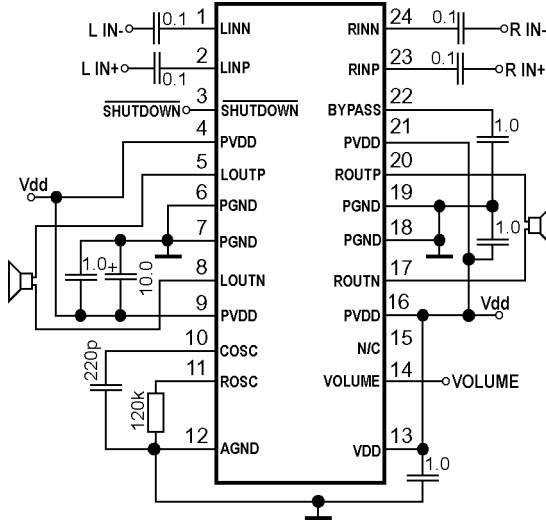 L IN- 0.1 1 LINN RINN 24 0.1 R IN-
L IN+ 0.1 2 LINP RINP 23 0.1 R IN+
SHUTDOWN 3 SHUTDOWN BYPASS 22 1.0
4 PVDD PVDD 21
Vdd 5 LOUTP ROUTP 20
6 PGND PGND 19
7 PGND PGND 18 1.0
1.0 + 10.0 8 LOUTN ROUTN 17
9 PVDD PVDD 16 Vdd
220p 10 COSC N/C 15
120k 11 ROSC VOLUME 14 VOLUME
12 AGND VDD 13 1.0